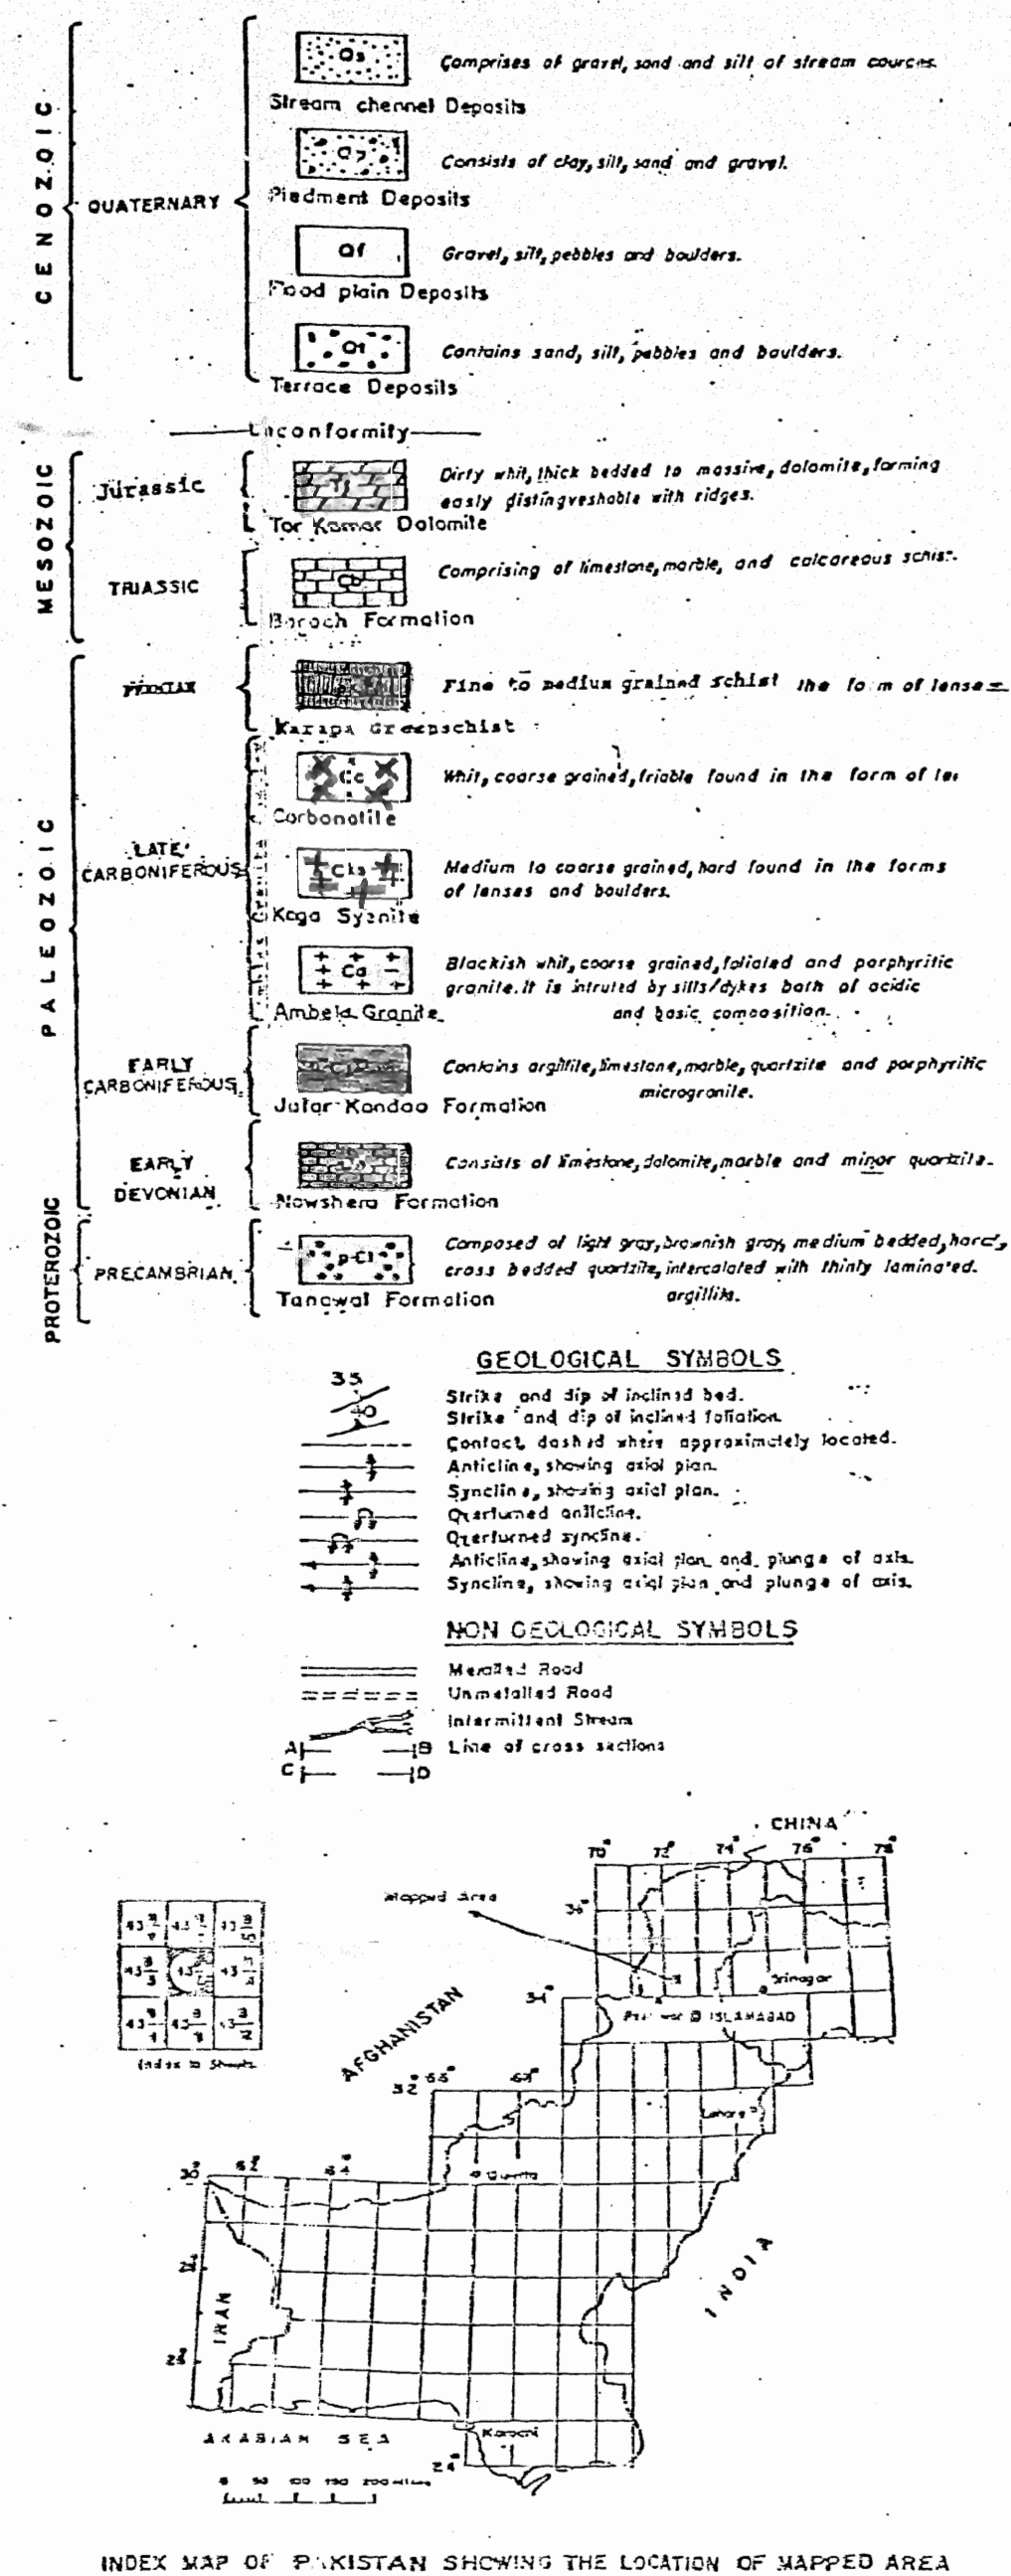 CENOZOIC
QUATERNARY
Qs
Comprises of gravel, sand and silt of stream cources.
Stream chennel Deposits
Consists of clay, silt, sand and gravel.
Piedment Deposits
Qf
Gravel, silt, pebbles and boulders.
Flood plain Deposits
Qt
Contains sand, silt, pebbles and boulders.
Terrace Deposits
Unconformity
MESOZOIC
Jurassic
Dirty whit, thick bedded to massive, dolomite, forming
easly distingveshable with ridges.
Tor Kamar Dolomite
TRIASSIC
Comprising of limestone, marble, and calcareous schist.
Baroch Formation
PALEOZOIC
PERMIAN
Fine to medium grained schist the form of lense
Karapa Greenschist
LATE
CARBONIFEROUS
Cc
Whit, coarse grained, friable found in the form of le
Carbonatite
Cks
Medium to coarse grained, hard found in the forms
of lenses and boulders.
Koga Syenite
Ca
Blackish whit, coarse grained, foliated and porphyritic
granite. It is intruted by sills/dykes both of acidic
and basic composition.
Ambela Granite
EARLY
CARBONIFEROUS
Contains argillite, limestone, marble, quartzite and porphyritic
microgranite.
Jafar Kandao Formation
EARLY
DEVONIAN
Consists of limestone, dolomite, marble and minor quartzite.
Nowshera Formation
PROTEROZOIC
PRECAMBRIAN
p-Ct
Composed of light gray, brownish gray, medium bedded, hard,
cross bedded quartzite, intercalated with thinly laminated.
argillite.
Tanawal Formation
GEOLOGICAL SYMBOLS
35
Strike and dip of inclined bed.
40
Strike and dip of inclined foliation.
Contact, dashed where approximately located.
Anticline, showing axial plan.
Syncline, showing axial plan.
Overturned anticline.
Overturned syncline.
Anticline, showing axial plan and plunge of axis.
Syncline, showing axial plan and plunge of axis.
NON GEOLOGICAL SYMBOLS
Metalled Road
Unmetalled Road
Intermittent Stream
A B Line of cross sections
C D
CHINA
70° 72° 74° 76° 78°
Mapped Area
36°
Srinagar
34°
ISLAMABAD
Index to Sheets
AFGHANISTAN
32°
Lahore
Quetta
30° 62° 64°
INDIA
IRAN
ARABIAN SEA
Karachi
24°
0 50 100 150 200 miles
INDEX MAP OF PAKISTAN SHOWING THE LOCATION OF MAPPED AREA